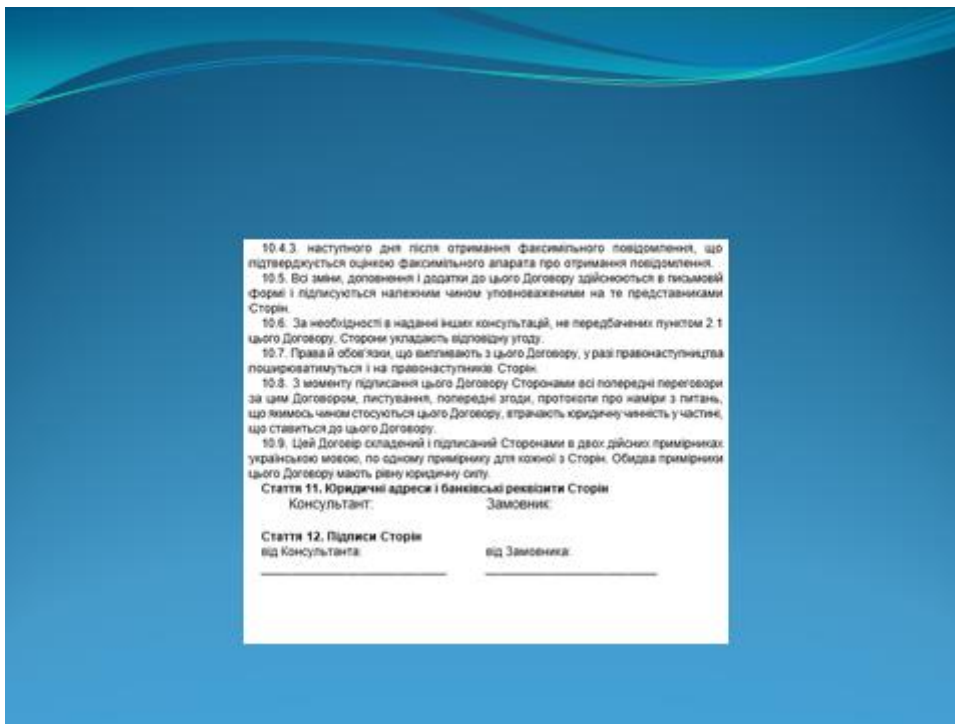 10.4.3. наступного дня після отримання факсимільного повідомлення, що
підтверджується оцінкою факсимільного апарата про отримання повідомлення.
10.5. Всі зміни, доповнення і додатки до цього Договору здійснюються в письмовій
формі і підписуються належним чином уповноваженими на те представниками
Сторін.
10.6. За необхідності в наданні інших консультацій, не передбачених пунктом 2.1
цього Договору, Сторони укладають відповідну угоду.
10.7. Права й обов'язки, що випливають з цього Договору, у разі правонаступництва
поширюватимуться і на правонаступників Сторін.
10.8. З моменту підписання цього Договору Сторонами всі попередні переговори
за цим Договором, листування, попередні згоди, протоколи про наміри з питань,
що якимось чином стосуються цього Договору, втрачають юридичну чинність у частині,
що ставиться до цього Договору.
10.9. Цей Договір складений і підписаний Сторонами в двох дійсних примірниках
українською мовою, по одному примірнику для кожної з Сторін. Обидва примірники
цього Договору мають рівну юридичну силу.
Стаття 11. Юридичні адреси і банківські реквізити Сторін
Консультант: Замовник:
Стаття 12. Підписи Сторін
від Консультанта: від Замовника: